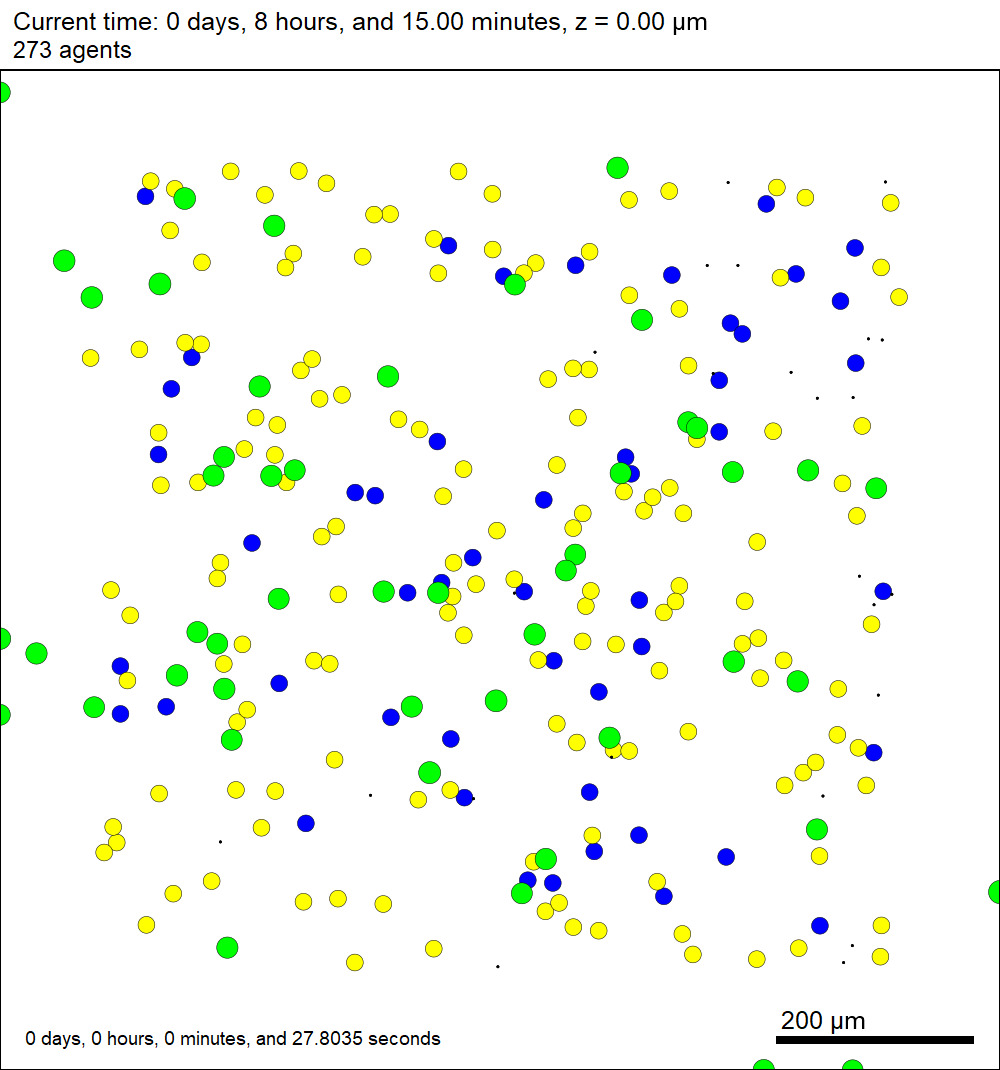 Current time: 0 days, 8 hours, and 15.00 minutes, z = 0.00 µm
273 agents
200 µm
0 days, 0 hours, 0 minutes, and 27.8035 seconds